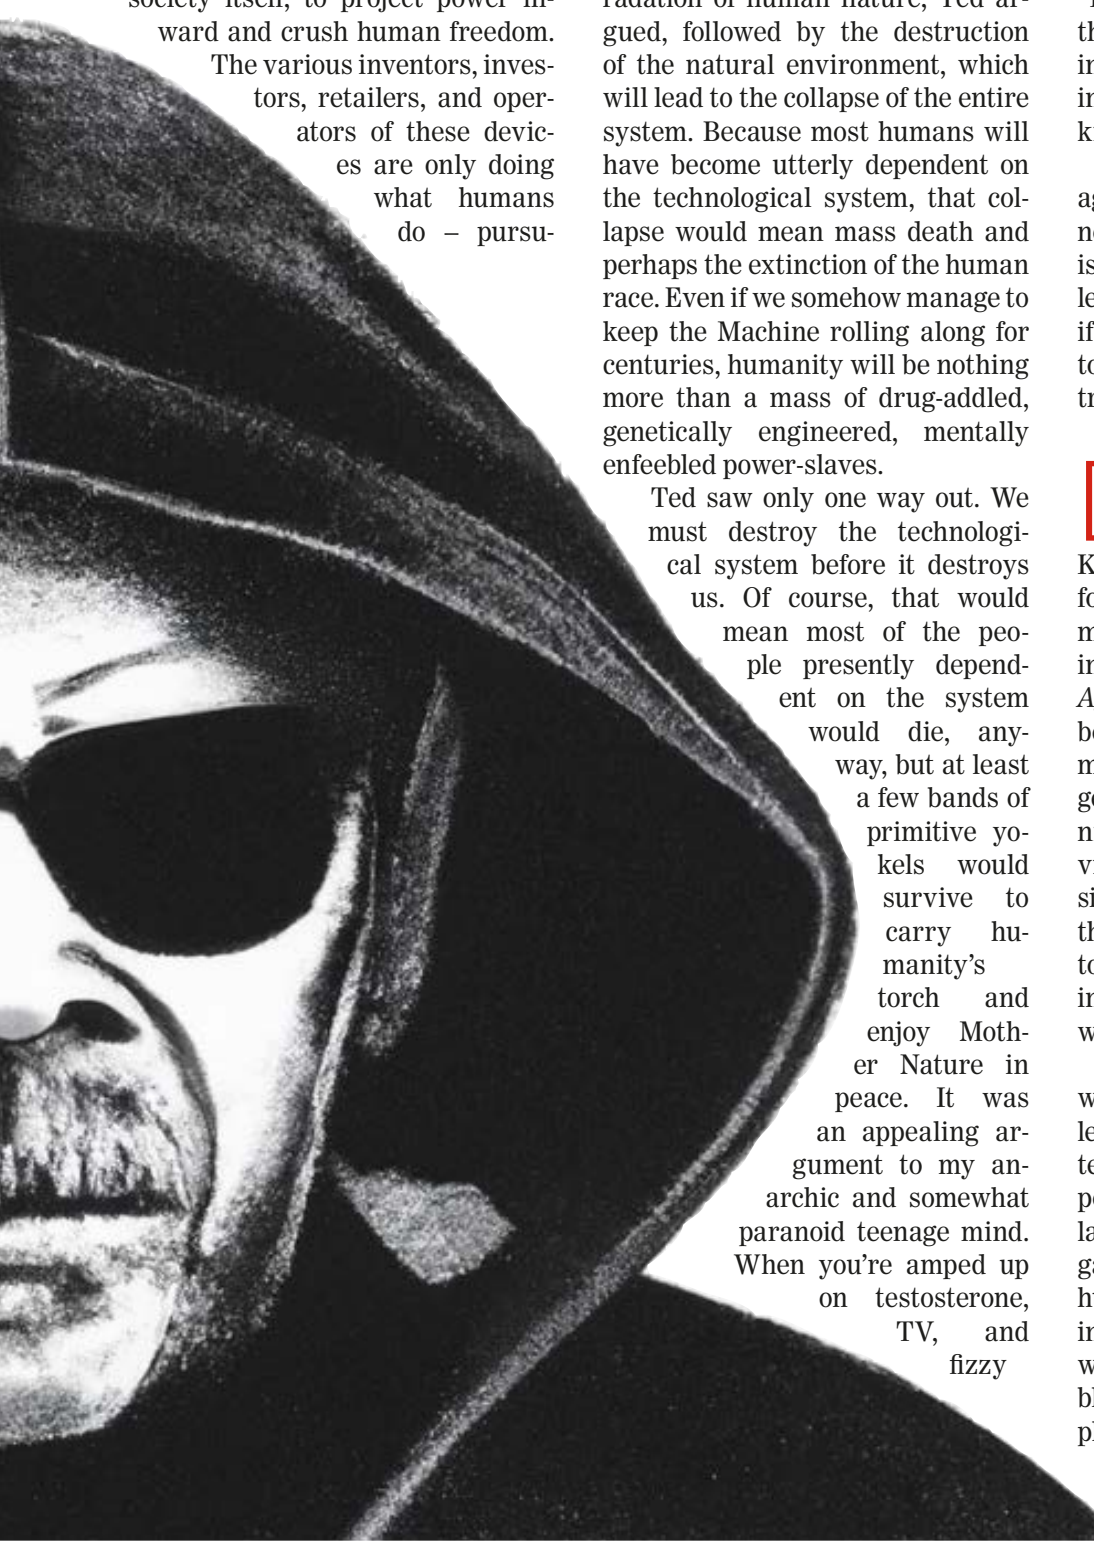 society itself, to project power in-
ward and crush human freedom.
The various inventors, inves-
tors, retailers, and oper-
ators of these devic-
es are only doing
what humans
do – pursu-
radation of human nature, Ted ar-
gued, followed by the destruction
of the natural environment, which
will lead to the collapse of the entire
system. Because most humans will
have become utterly dependent on
the technological system, that col-
lapse would mean mass death and
perhaps the extinction of the human
race. Even if we somehow manage to
keep the Machine rolling along for
centuries, humanity will be nothing
more than a mass of drug-addled,
genetically engineered, mentally
enfeebled power-slaves.
Ted saw only one way out. We
must destroy the technologi-
cal system before it destroys
us. Of course, that would
mean most of the peo-
ple presently depend-
ent on the system
would die, any-
way, but at least
a few bands of
primitive yo-
kels would
survive to
carry hu-
manity’s
torch and
enjoy Moth-
er Nature in
peace. It was
an appealing ar-
gument to my an-
archic and somewhat
paranoid teenage mind.
When you’re amped up
on testosterone,
TV, and
fizzy